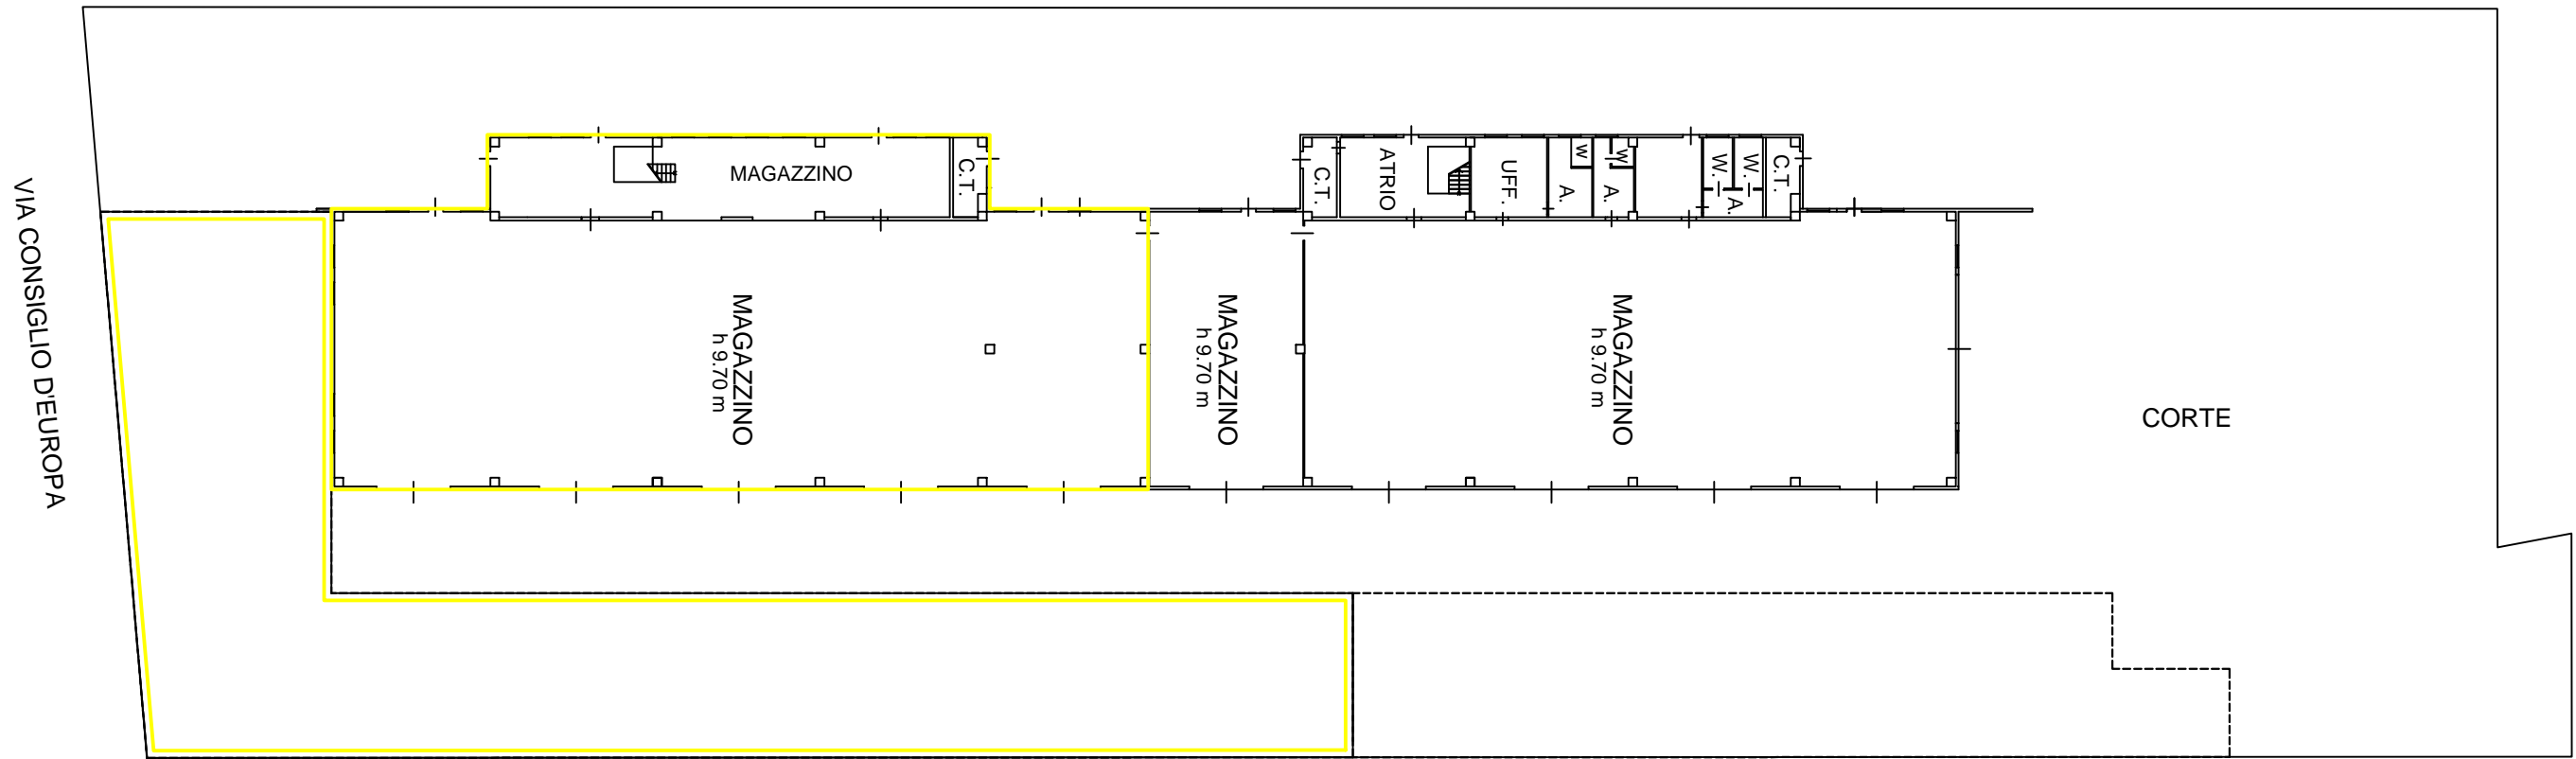 VIA CONSIGLIO D'EUROPA
MAGAZZINO
C.T.
C.T.
ATRIO
UFF.
W
A.
W
A.
W.
W.
A.
C.T.
MAGAZZINO
h 9.70 m
MAGAZZINO
h 9.70 m
MAGAZZINO
h 9.70 m
CORTE